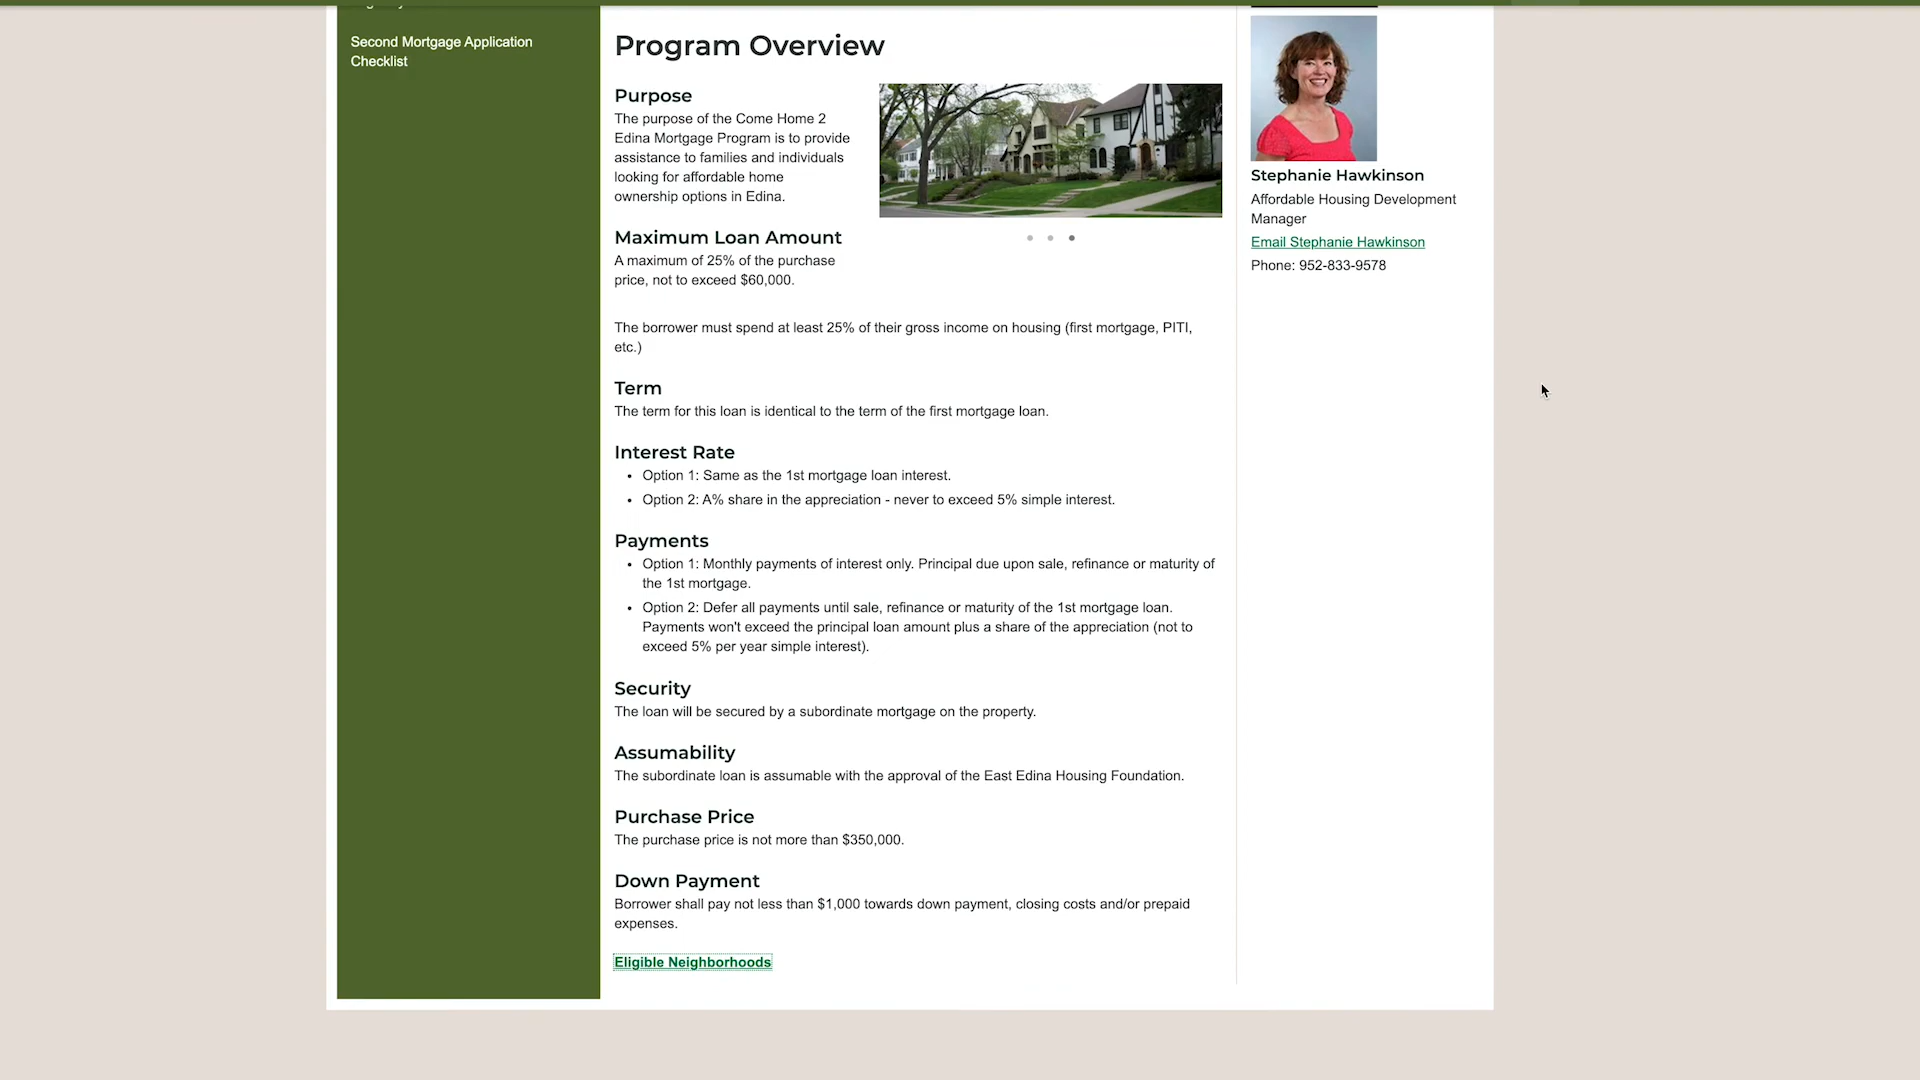 Second Mortgage Application
Checklist
Program Overview
Purpose
The purpose of the Come Home 2
Edina Mortgage Program is to provide
assistance to families and individuals
looking for affordable home
ownership options in Edina.
Maximum Loan Amount
A maximum of 25% of the purchase
price, not to exceed $60,000.
The borrower must spend at least 25% of their gross income on housing (first mortgage, PITI,
etc.)
Term
The term for this loan is identical to the term of the first mortgage loan.
Interest Rate
• Option 1: Same as the 1st mortgage loan interest.
• Option 2: A% share in the appreciation - never to exceed 5% simple interest.
Payments
• Option 1: Monthly payments of interest only. Principal due upon sale, refinance or maturity of
the 1st mortgage.
• Option 2: Defer all payments until sale, refinance or maturity of the 1st mortgage loan.
Payments won't exceed the principal loan amount plus a share of the appreciation (not to
exceed 5% per year simple interest).
Security
The loan will be secured by a subordinate mortgage on the property.
Assumability
The subordinate loan is assumable with the approval of the East Edina Housing Foundation.
Purchase Price
The purchase price is not more than $350,000.
Down Payment
Borrower shall pay not less than $1,000 towards down payment, closing costs and/or prepaid
expenses.
Eligible Neighborhoods
Stephanie Hawkinson
Affordable Housing Development
Manager
Email Stephanie Hawkinson
Phone: 952-833-9578